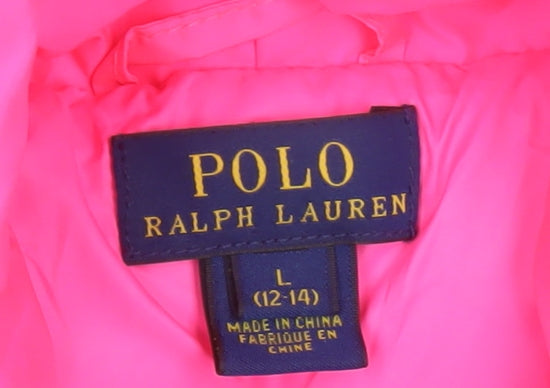 POLO
RALPH LAUREN
L
(12-14)
MADE IN CHINA
FABRIQUE EN
CHINE